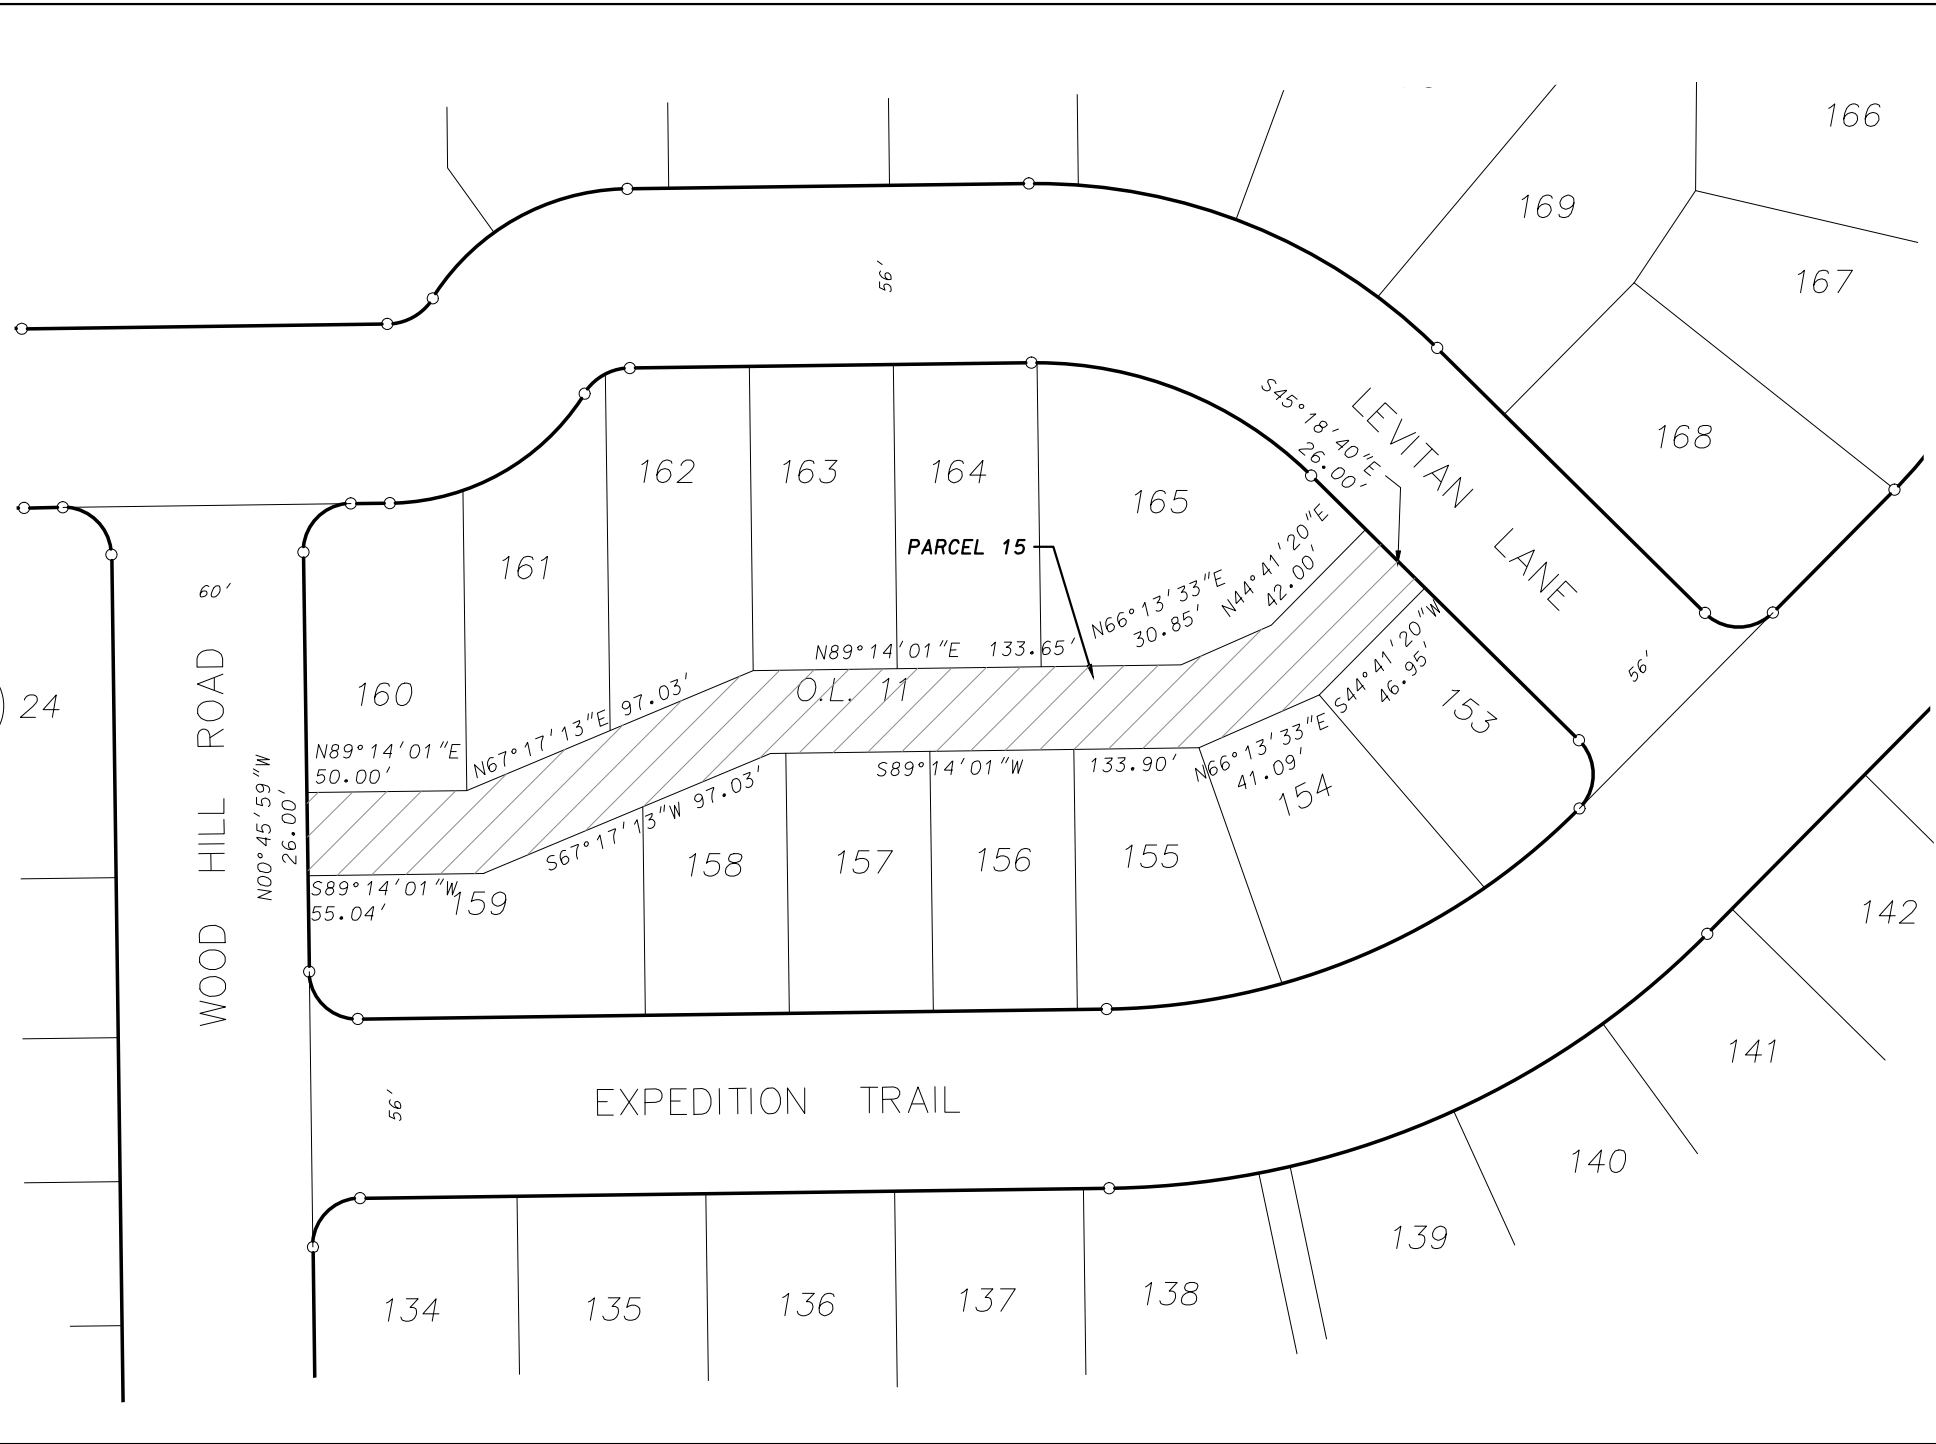 166
169
167
56'
S45°18'40"E
26.00'
LEVITAN LANE
168
162
163
164
165
N44°41'20"E
42.00'
PARCEL 15
161
60'
N66°13'33"E
30.85'
N89°14'01"E 133.65'
S44°41'20"W
46.95'
56'
24
WOOD HILL ROAD
160
O.L. 11
153
N67°17'13"E 97.03'
N89°14'01"E
50.00'
N66°13'33"E
41.09'
S89°14'01"W 133.90'
154
N00°45'59"W
26.00'
S67°17'13"W 97.03'
158
157
156
155
S89°14'01"W
55.04'
159
142
141
56'
EXPEDITION TRAIL
140
139
134
135
136
137
138